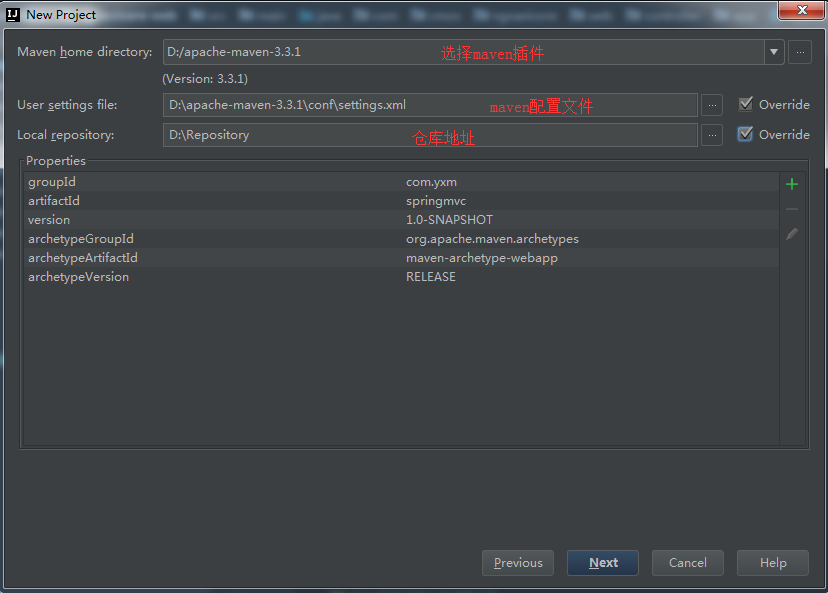 New Project
Maven home directory: D:/apache-maven-3.3.1 选择maven插件 ...
(Version: 3.3.1)
User settings file: D:\apache-maven-3.3.1\conf\settings.xml maven配置文件 ... Override
Local repository: D:\Repository 仓库地址 ... Override
Properties
groupId com.yxm
artifactId springmvc
version 1.0-SNAPSHOT
archetypeGroupId org.apache.maven.archetypes
archetypeArtifactId maven-archetype-webapp
archetypeVersion RELEASE
Previous Next Cancel Help